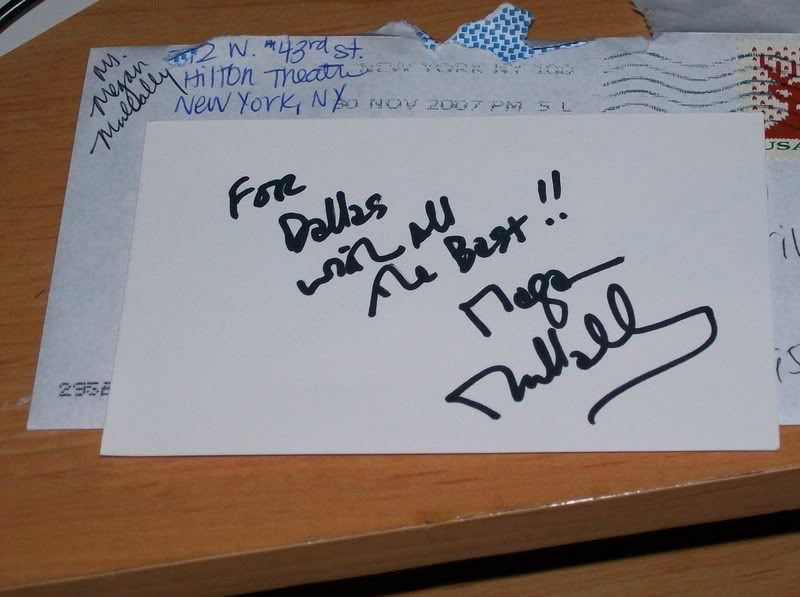 Ms.
Megan
Mullally
W. 43rd St.
Hilton Theatre
New York, NY
NEW YORK NY 100
30 NOV 2007 PM 5 L
USA
For
Dallas
with All
The Best!!
Megan
Mullally